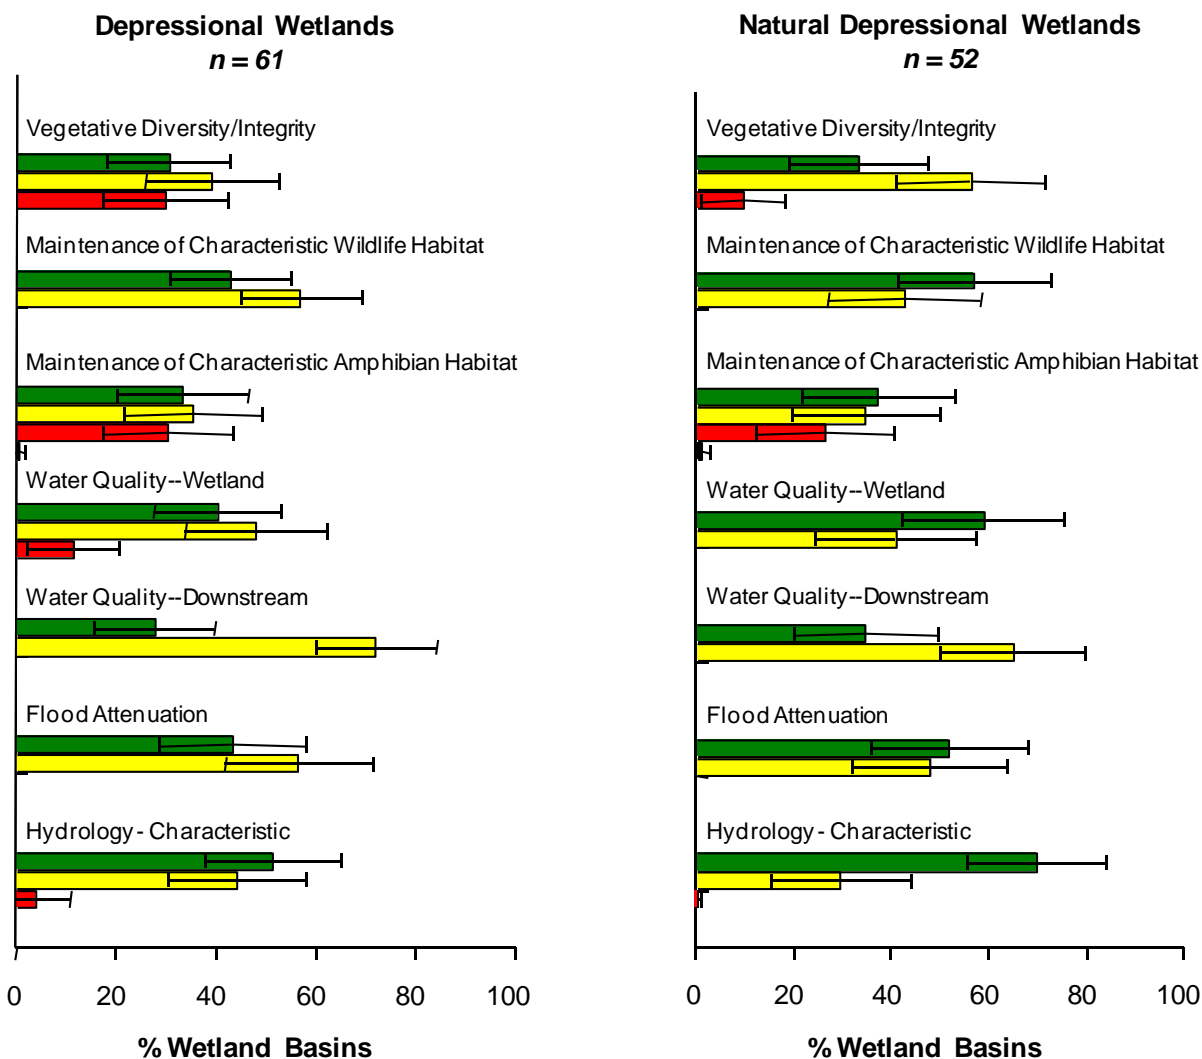 Depressional Wetlands
n = 61
Vegetative Diversity/Integrity
Maintenance of Characteristic Wildlife Habitat
Maintenance of Characteristic Amphibian Habitat
Water Quality--Wetland
Water Quality--Downstream
Flood Attenuation
Hydrology - Characteristic
0 20 40 60 80 100
% Wetland Basins
Natural Depressional Wetlands
n = 52
Vegetative Diversity/Integrity
Maintenance of Characteristic Wildlife Habitat
Maintenance of Characteristic Amphibian Habitat
Water Quality--Wetland
Water Quality--Downstream
Flood Attenuation
Hydrology - Characteristic
0 20 40 60 80 100
% Wetland Basins